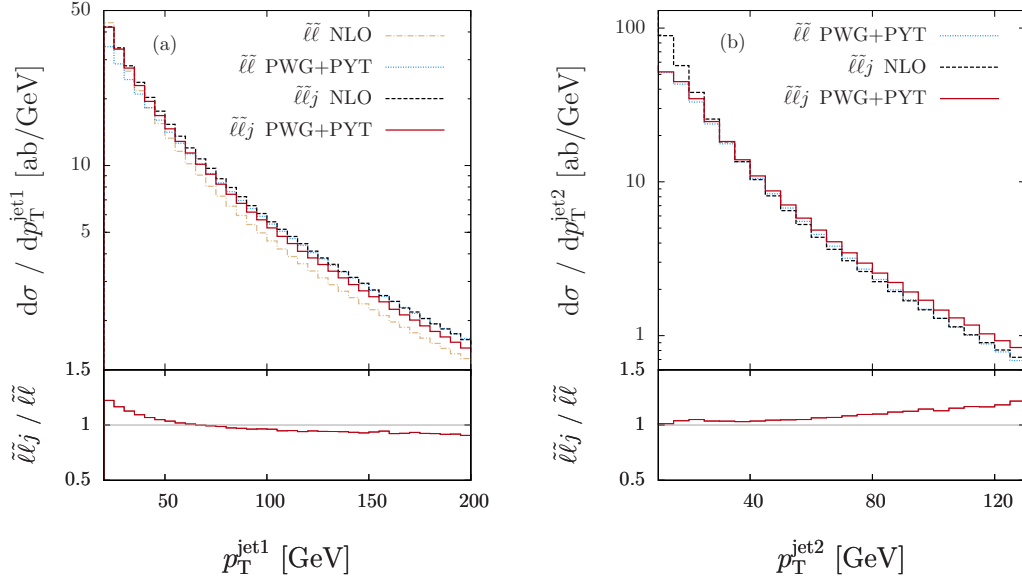 dσ / dp_T^jet1 [ab/GeV]
50
10
5
(a)
ℓ̃ℓ̃ NLO
ℓ̃ℓ̃ PWG+PYT
ℓ̃ℓ̃j NLO
ℓ̃ℓ̃j PWG+PYT
ℓ̃ℓ̃j / ℓ̃ℓ̃
1.5
1
0.5
50 100 150 200
p_T^jet1 [GeV]
dσ / dp_T^jet2 [ab/GeV]
100
10
1
(b)
ℓ̃ℓ̃ PWG+PYT
ℓ̃ℓ̃j NLO
ℓ̃ℓ̃j PWG+PYT
ℓ̃ℓ̃j / ℓ̃ℓ̃
1.5
1
0.5
40 80 120
p_T^jet2 [GeV]